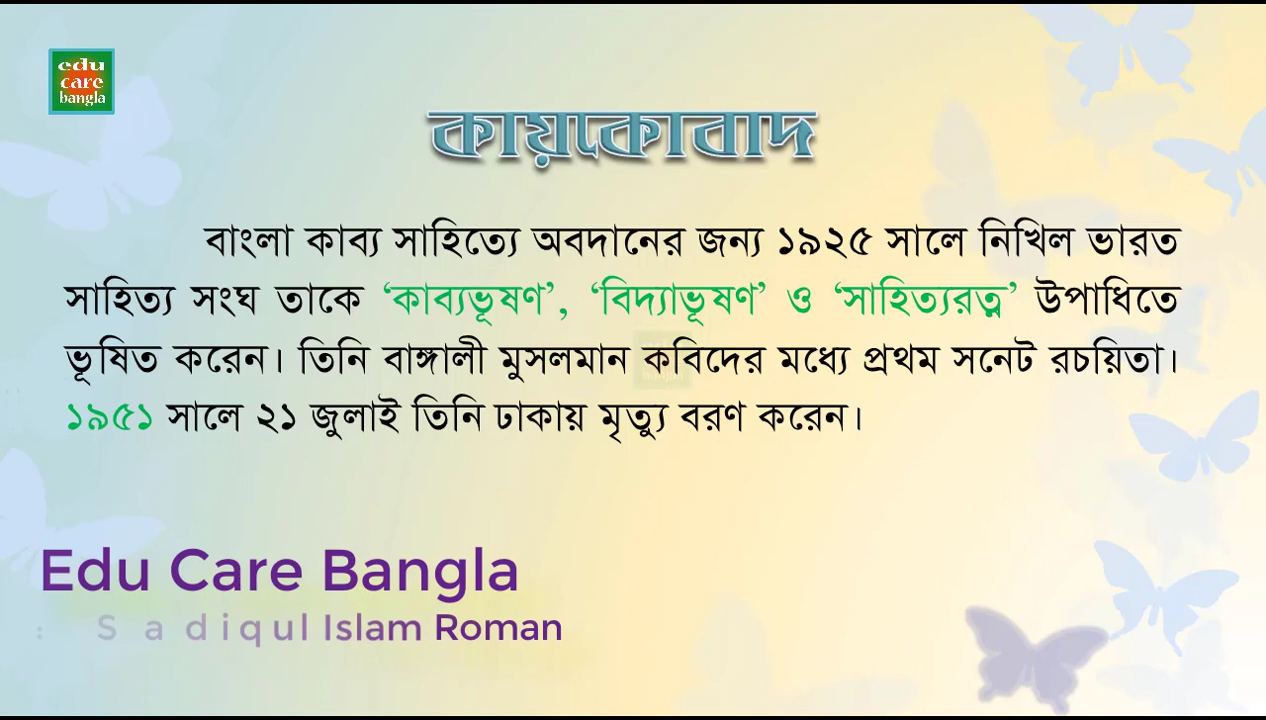 edu
care
bangla
কায়কোবাদ
বাংলা কাব্য সাহিত্যে অবদানের জন্য ১৯২৫ সালে নিখিল ভারত
সাহিত্য সংঘ তাকে ‘কাব্যভূষণ’, ‘বিদ্যাভূষণ’ ও ‘সাহিত্যরত্ন’ উপাধিতে
ভূষিত করেন। তিনি বাঙ্গালী মুসলমান কবিদের মধ্যে প্রথম সনেট রচয়িতা।
১৯৫১ সালে ২১ জুলাই তিনি ঢাকায় মৃত্যু বরণ করেন।
Edu Care Bangla
: Sadiqul Islam Roman